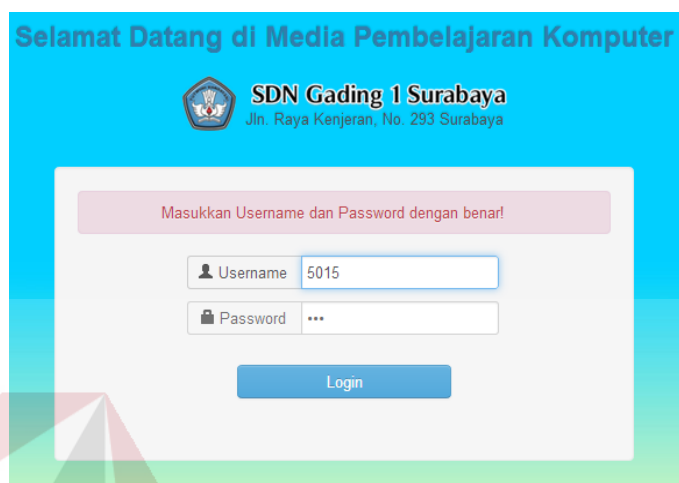 Selamat Datang di Media Pembelajaran Komputer
SDN Gading 1 Surabaya
Jln. Raya Kenjeran, No. 293 Surabaya
Masukkan Username dan Password dengan benar!
Username 5015
Password •••
Login